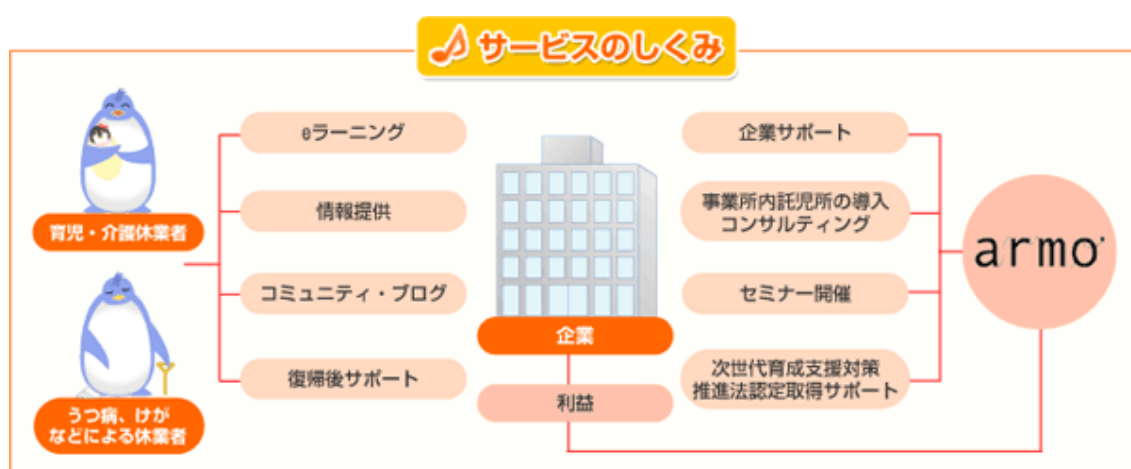 サービスのしくみ
eラーニング
情報提供
コミュニティ・ブログ
復帰後サポート
育児・介護休業者
うつ病、けが
などによる休業者
企業
利益
企業サポート
事業所内託児所の導入
コンサルティング
セミナー開催
次世代育成支援対策
推進法認定取得サポート
armo